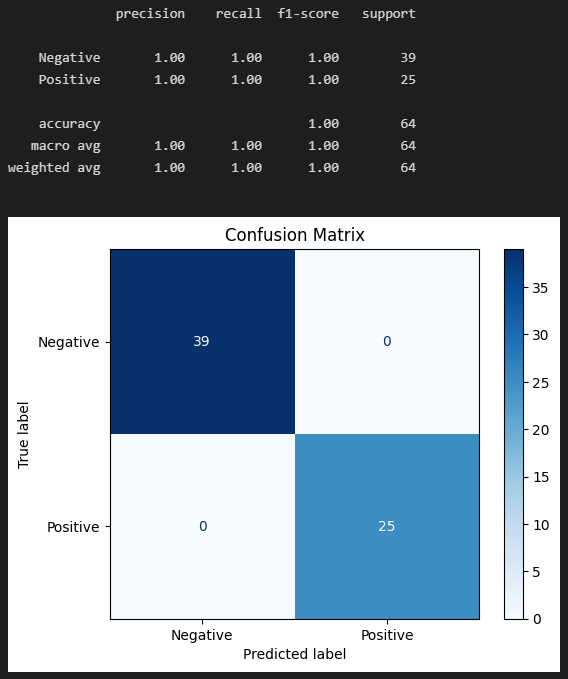 precision recall f1-score support
Negative 1.00 1.00 1.00 39
Positive 1.00 1.00 1.00 25
accuracy 1.00 64
macro avg 1.00 1.00 1.00 64
weighted avg 1.00 1.00 1.00 64
Confusion Matrix
True label
Negative 39 0
Positive 0 25
Negative Positive
Predicted label
35
30
25
20
15
10
5
0